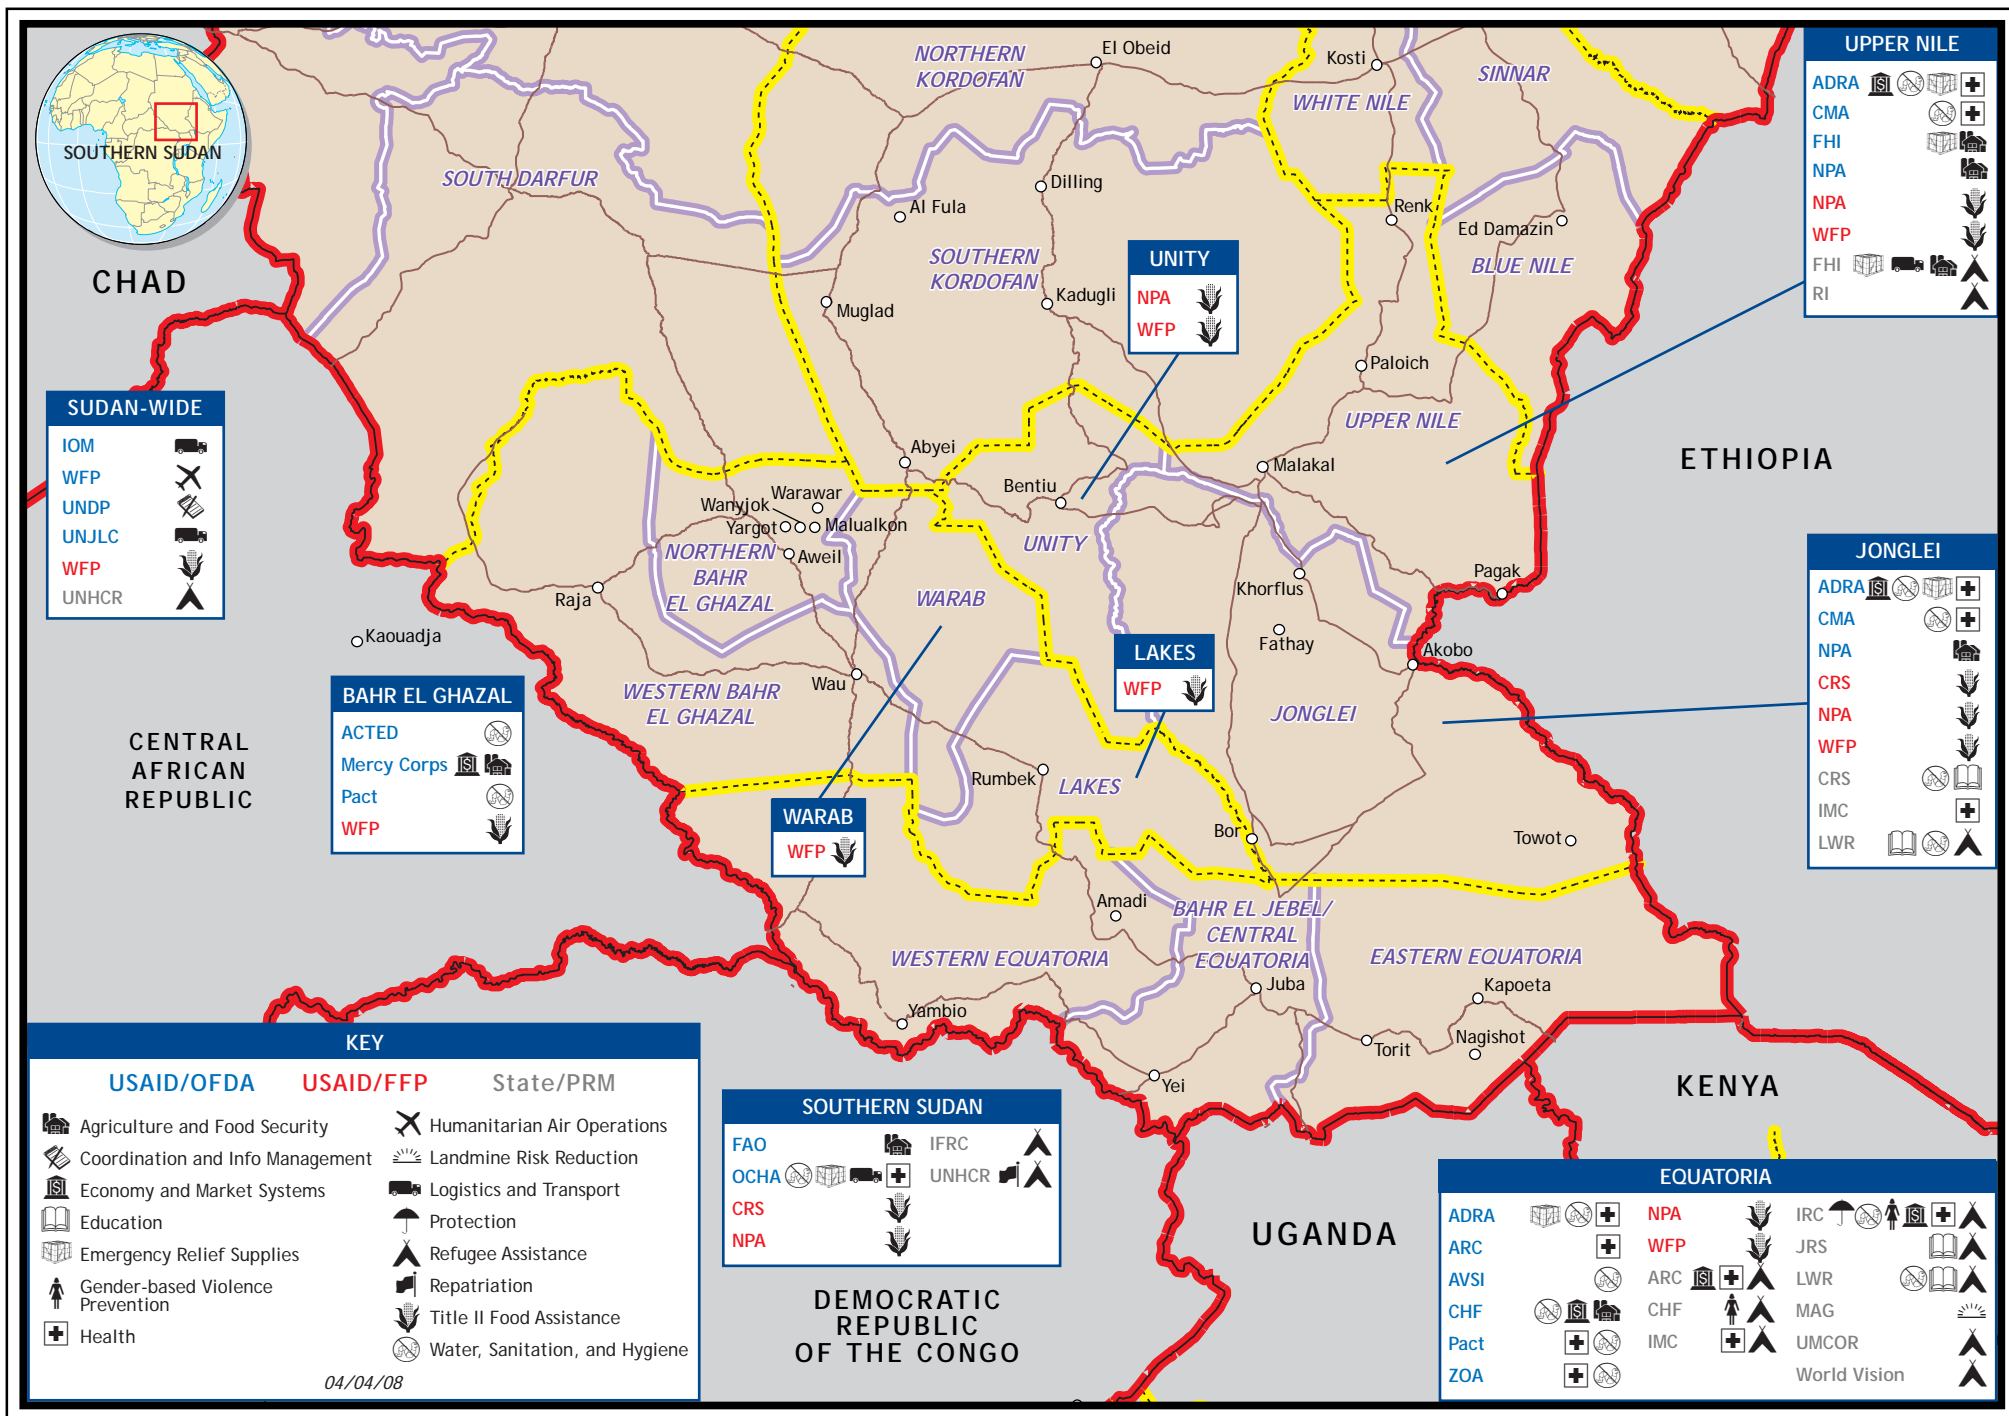 SOUTHERN SUDAN
CHAD
ETHIOPIA
CENTRAL
AFRICAN
REPUBLIC
DEMOCRATIC
REPUBLIC
OF THE CONGO
UGANDA
KENYA
NORTHERN
KORDOFAN
El Obeid
Kosti
WHITE NILE
SINNAR
SOUTH DARFUR
Dilling
Al Fula
Renk
Ed Damazin
BLUE NILE
SOUTHERN
KORDOFAN
Kadugli
Muglad
Paloich
UPPER NILE
Abyei
Malakal
Bentiu
Warawar
Wanyjok
Yargot
Malualkon
Aweil
NORTHERN
BAHR
EL GHAZAL
UNITY
Raja
WARAB
Khorflus
Pagak
Fathay
Akobo
Kaouadja
Wau
WESTERN BAHR
EL GHAZAL
JONGLEI
Rumbek
LAKES
Bor
Towot
Amadi
BAHR EL JEBEL/
CENTRAL
EQUATORIA
WESTERN EQUATORIA
EASTERN EQUATORIA
Juba
Kapoeta
Yambio
Torit
Nagishot
Yei
UPPER NILE
ADRA
CMA
FHI
NPA
NPA
WFP
FHI
RI
UNITY
NPA
WFP
SUDAN-WIDE
IOM
WFP
UNDP
UNJLC
WFP
UNHCR
JONGLEI
ADRA
CMA
NPA
CRS
NPA
WFP
CRS
IMC
LWR
LAKES
WFP
BAHR EL GHAZAL
ACTED
Mercy Corps
Pact
WFP
WARAB
WFP
KEY
USAID/OFDA USAID/FFP State/PRM
Agriculture and Food Security
Coordination and Info Management
Economy and Market Systems
Education
Emergency Relief Supplies
Gender-based Violence
Prevention
Health
Humanitarian Air Operations
Landmine Risk Reduction
Logistics and Transport
Protection
Refugee Assistance
Repatriation
Title II Food Assistance
Water, Sanitation, and Hygiene
04/04/08
SOUTHERN SUDAN
FAO
OCHA
CRS
NPA
IFRC
UNHCR
EQUATORIA
ADRA
ARC
AVSI
CHF
Pact
ZOA
NPA
WFP
ARC
CHF
IMC
IRC
JRS
LWR
MAG
UMCOR
World Vision